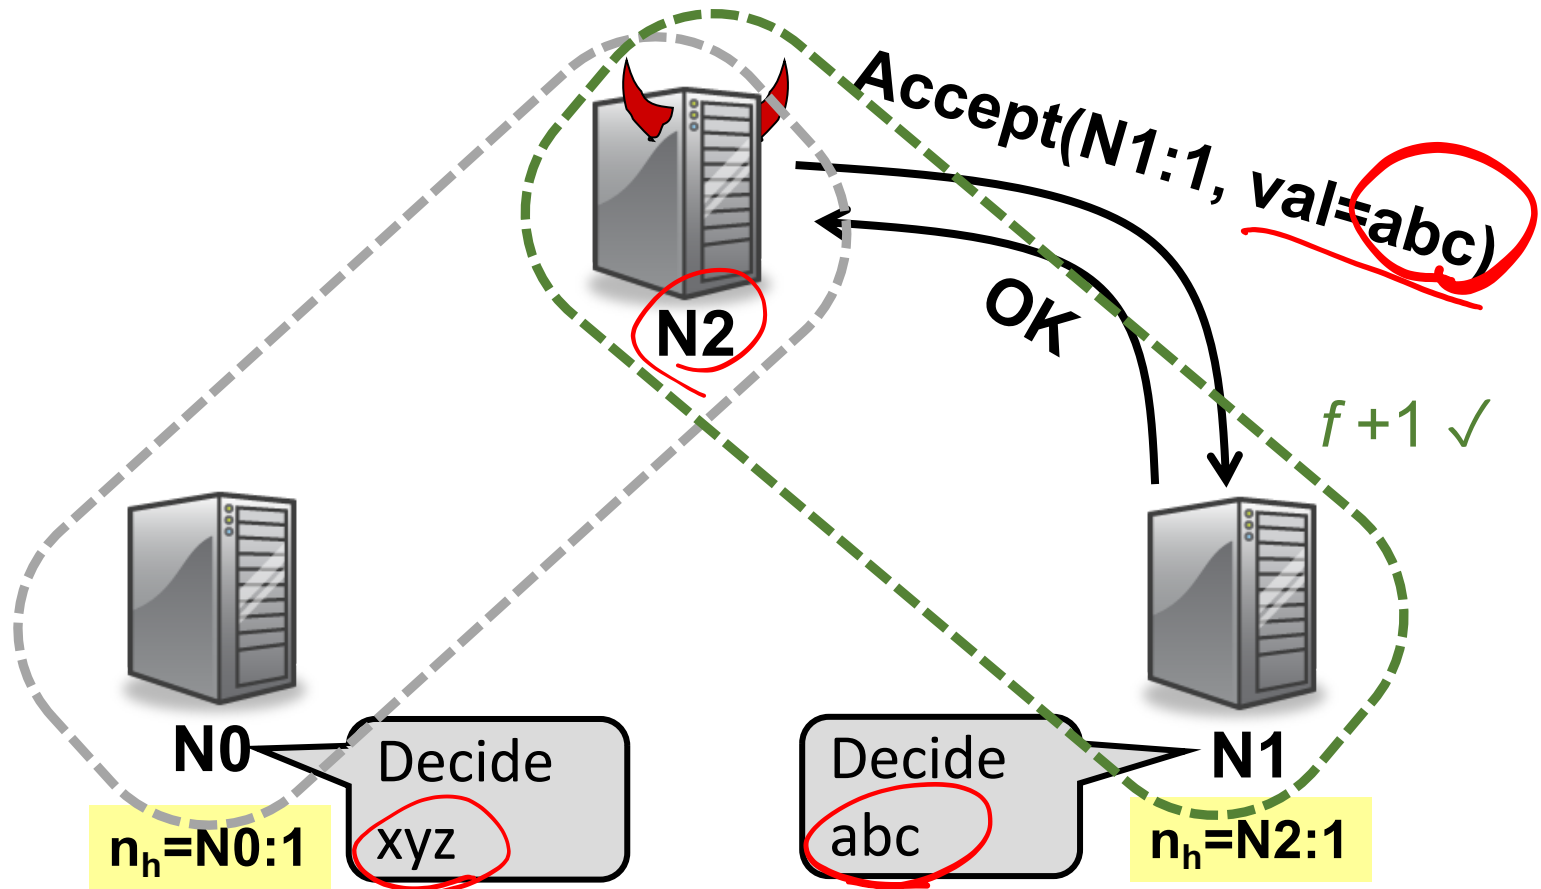 Accept(N1:1, val=abc)
OK
N2
f +1 ✓
N0
N1
Decide
xyz
Decide
abc
nₕ=N0:1
nₕ=N2:1